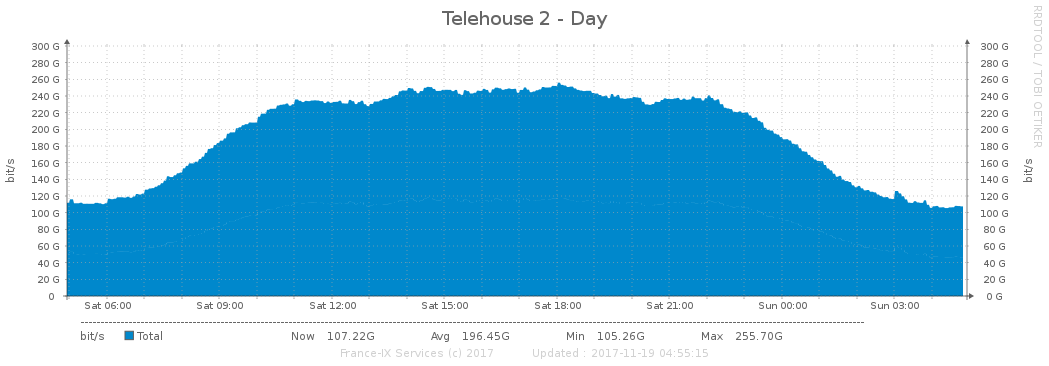 Telehouse 2 - Day
RRDTOOL / TOBI OETIKER
300 G 300 G
280 G 280 G
260 G 260 G
240 G 240 G
220 G 220 G
200 G 200 G
180 G 180 G
160 G 160 G
140 G 140 G
120 G 120 G
100 G 100 G
80 G 80 G
60 G 60 G
40 G 40 G
20 G 20 G
0 0 G
bit/s bit/s
Sat 06:00 Sat 09:00 Sat 12:00 Sat 15:00 Sat 18:00 Sat 21:00 Sun 00:00 Sun 03:00
bit/s Total Now 107.22G Avg 196.45G Min 105.26G Max 255.70G
France-IX Services (c) 2017 Updated : 2017-11-19 04:55:15